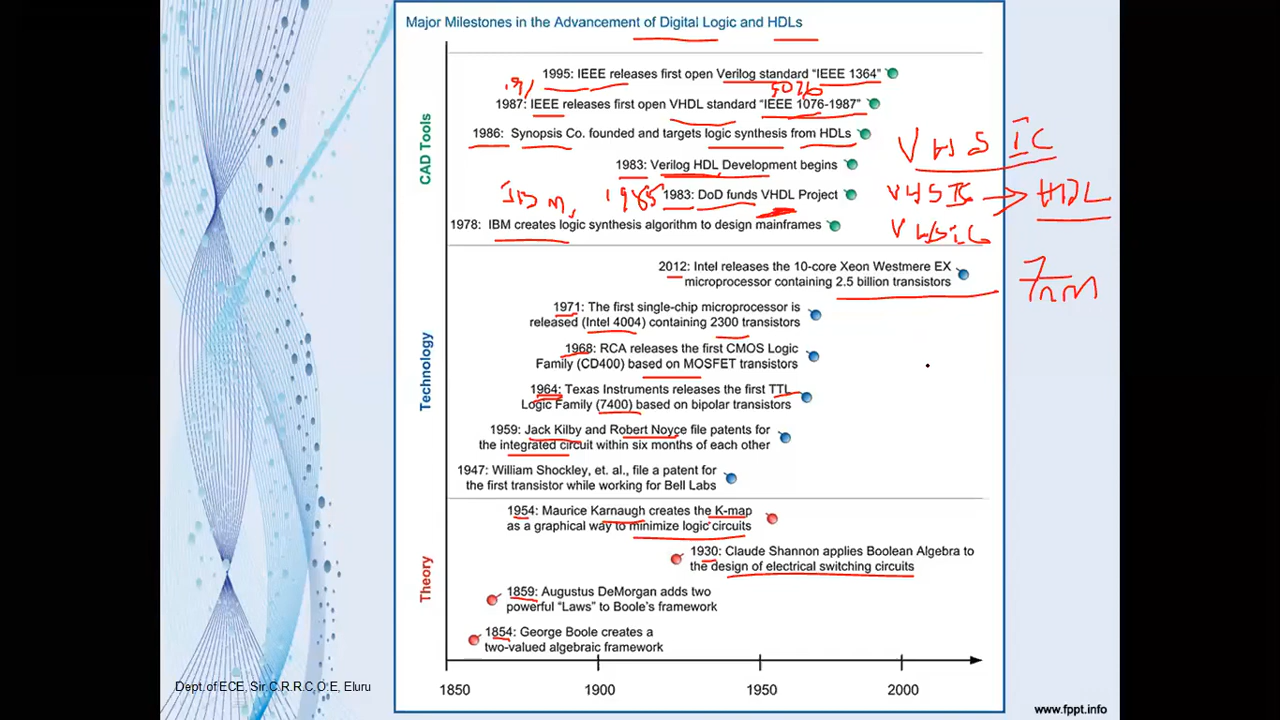 Major Milestones in the Advancement of Digital Logic and HDLs
CAD Tools
1995: IEEE releases first open Verilog standard "IEEE 1364"
1987: IEEE releases first open VHDL standard "IEEE 1076-1987"
1986: Synopsis Co. founded and targets logic synthesis from HDLs
1983: Verilog HDL Development begins
1983: DoD funds VHDL Project
1978: IBM creates logic synthesis algorithm to design mainframes
IBM, 1985
VHSIC
VHSIC → HDL
7nm
Technology
2012: Intel releases the 10-core Xeon Westmere EX
microprocessor containing 2.5 billion transistors
1971: The first single-chip microprocessor is
released (Intel 4004) containing 2300 transistors
1968: RCA releases the first CMOS Logic
Family (CD400) based on MOSFET transistors
1964: Texas Instruments releases the first TTL
Logic Family (7400) based on bipolar transistors
1959: Jack Kilby and Robert Noyce file patents for
the integrated circuit within six months of each other
1947: William Shockley, et. al., file a patent for
the first transistor while working for Bell Labs
Theory
1954: Maurice Karnaugh creates the K-map
as a graphical way to minimize logic circuits
1930: Claude Shannon applies Boolean Algebra to
the design of electrical switching circuits
1859: Augustus DeMorgan adds two
powerful "Laws" to Boole's framework
1854: George Boole creates a
two-valued algebraic framework
1850 1900 1950 2000
Dept. of ECE, Sir C.R.R.C.O.E, Eluru
www.fppt.info